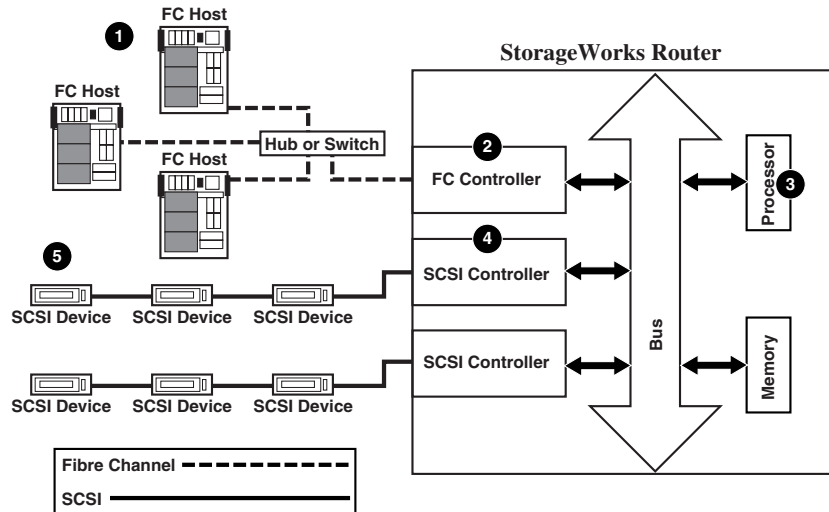 FC Host
1
StorageWorks Router
FC Host
FC Host
Hub or Switch
2
FC Controller
Processor
3
4
SCSI Controller
5
SCSI Device SCSI Device SCSI Device
Bus
SCSI Controller
Memory
SCSI Device SCSI Device SCSI Device
Fibre Channel
SCSI